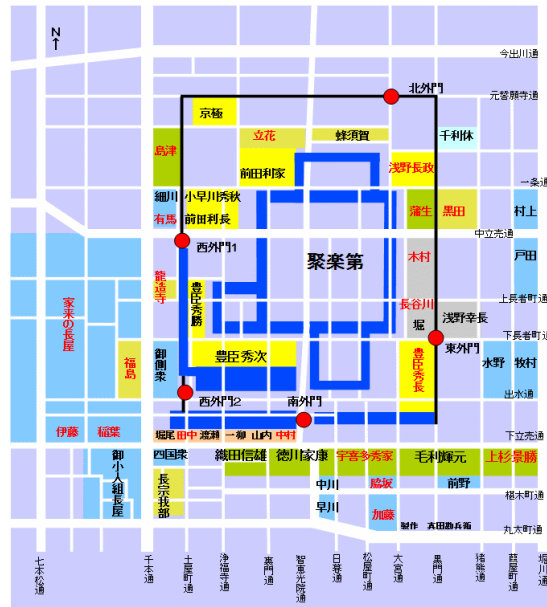 N
今出川通
北外門
元誓願寺通
京極
立花
蜂須賀
千利休
島津
前田利家
浅野長政
一条通
細川
小早川秀秋
有馬
前田利長
蒲生
黒田
村上
中立売通
西外門1
聚楽第
木村
戸田
龍造寺
豊臣秀勝
長谷川
上長者町通
家来の長屋
堀
浅野幸長
下長者町通
東外門
福島
御側衆
豊臣秀次
豊臣秀長
水野
牧村
西外門2
南外門
出水通
伊藤
稲葉
堀尾
田中
渡瀬
一柳
山内
中村
下立売通
御小人組長屋
四国衆
織田信雄
徳川家康
宇喜多秀家
毛利輝元
上杉景勝
長宗我部
中川
脇坂
前野
椹木町通
早川
加藤
製作 真田勘兵衛
丸太町通
七本松通
千本通
土屋町通
浄福寺通
裏門通
智恵光院通
日暮通
松屋町通
大宮通
黒門通
猪熊通
葭屋町通
堀川通